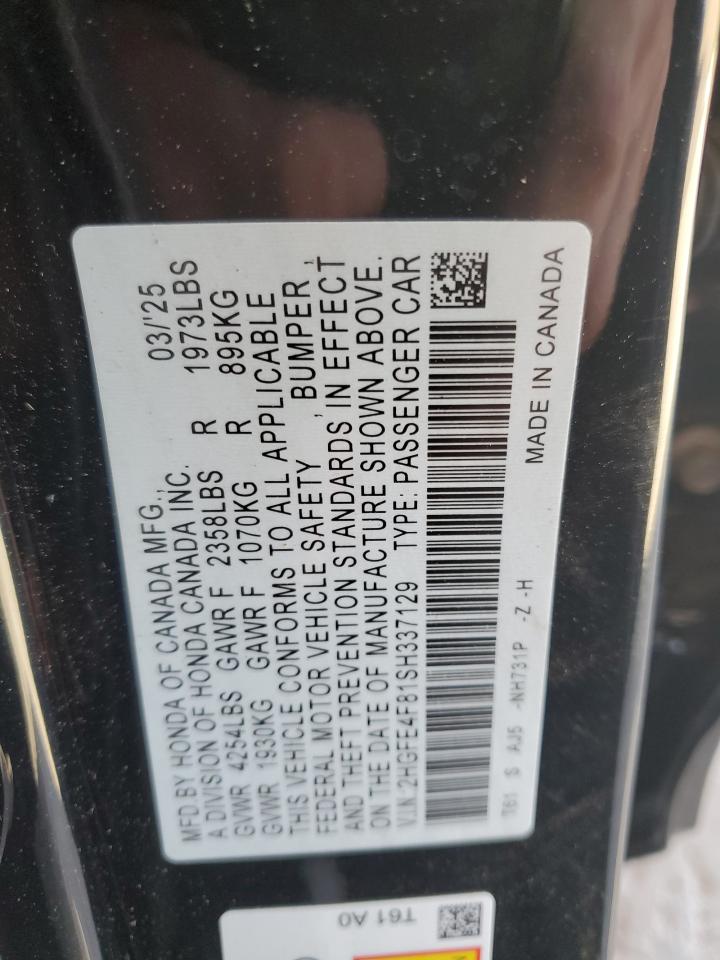 MFD.BY HONDA OF CANADA MFG., 03/'25
A DIVISION OF HONDA CANADA INC.
GVWR 4254LBS GAWR F 2358LBS R 1973LBS
GVWR 1930KG GAWR F 1070KG R 895KG
THIS VEHICLE CONFORMS TO ALL APPLICABLE
FEDERAL MOTOR VEHICLE SAFETY , BUMPER ,
AND THEFT PREVENTION STANDARDS IN EFFECT
ON THE DATE OF MANUFACTURE SHOWN ABOVE.
V.I.N.2HGFE4F81SH337129 TYPE: PASSENGER CAR
T61 S AJ5 -NH731P -Z -H
MADE IN CANADA
T61 A0